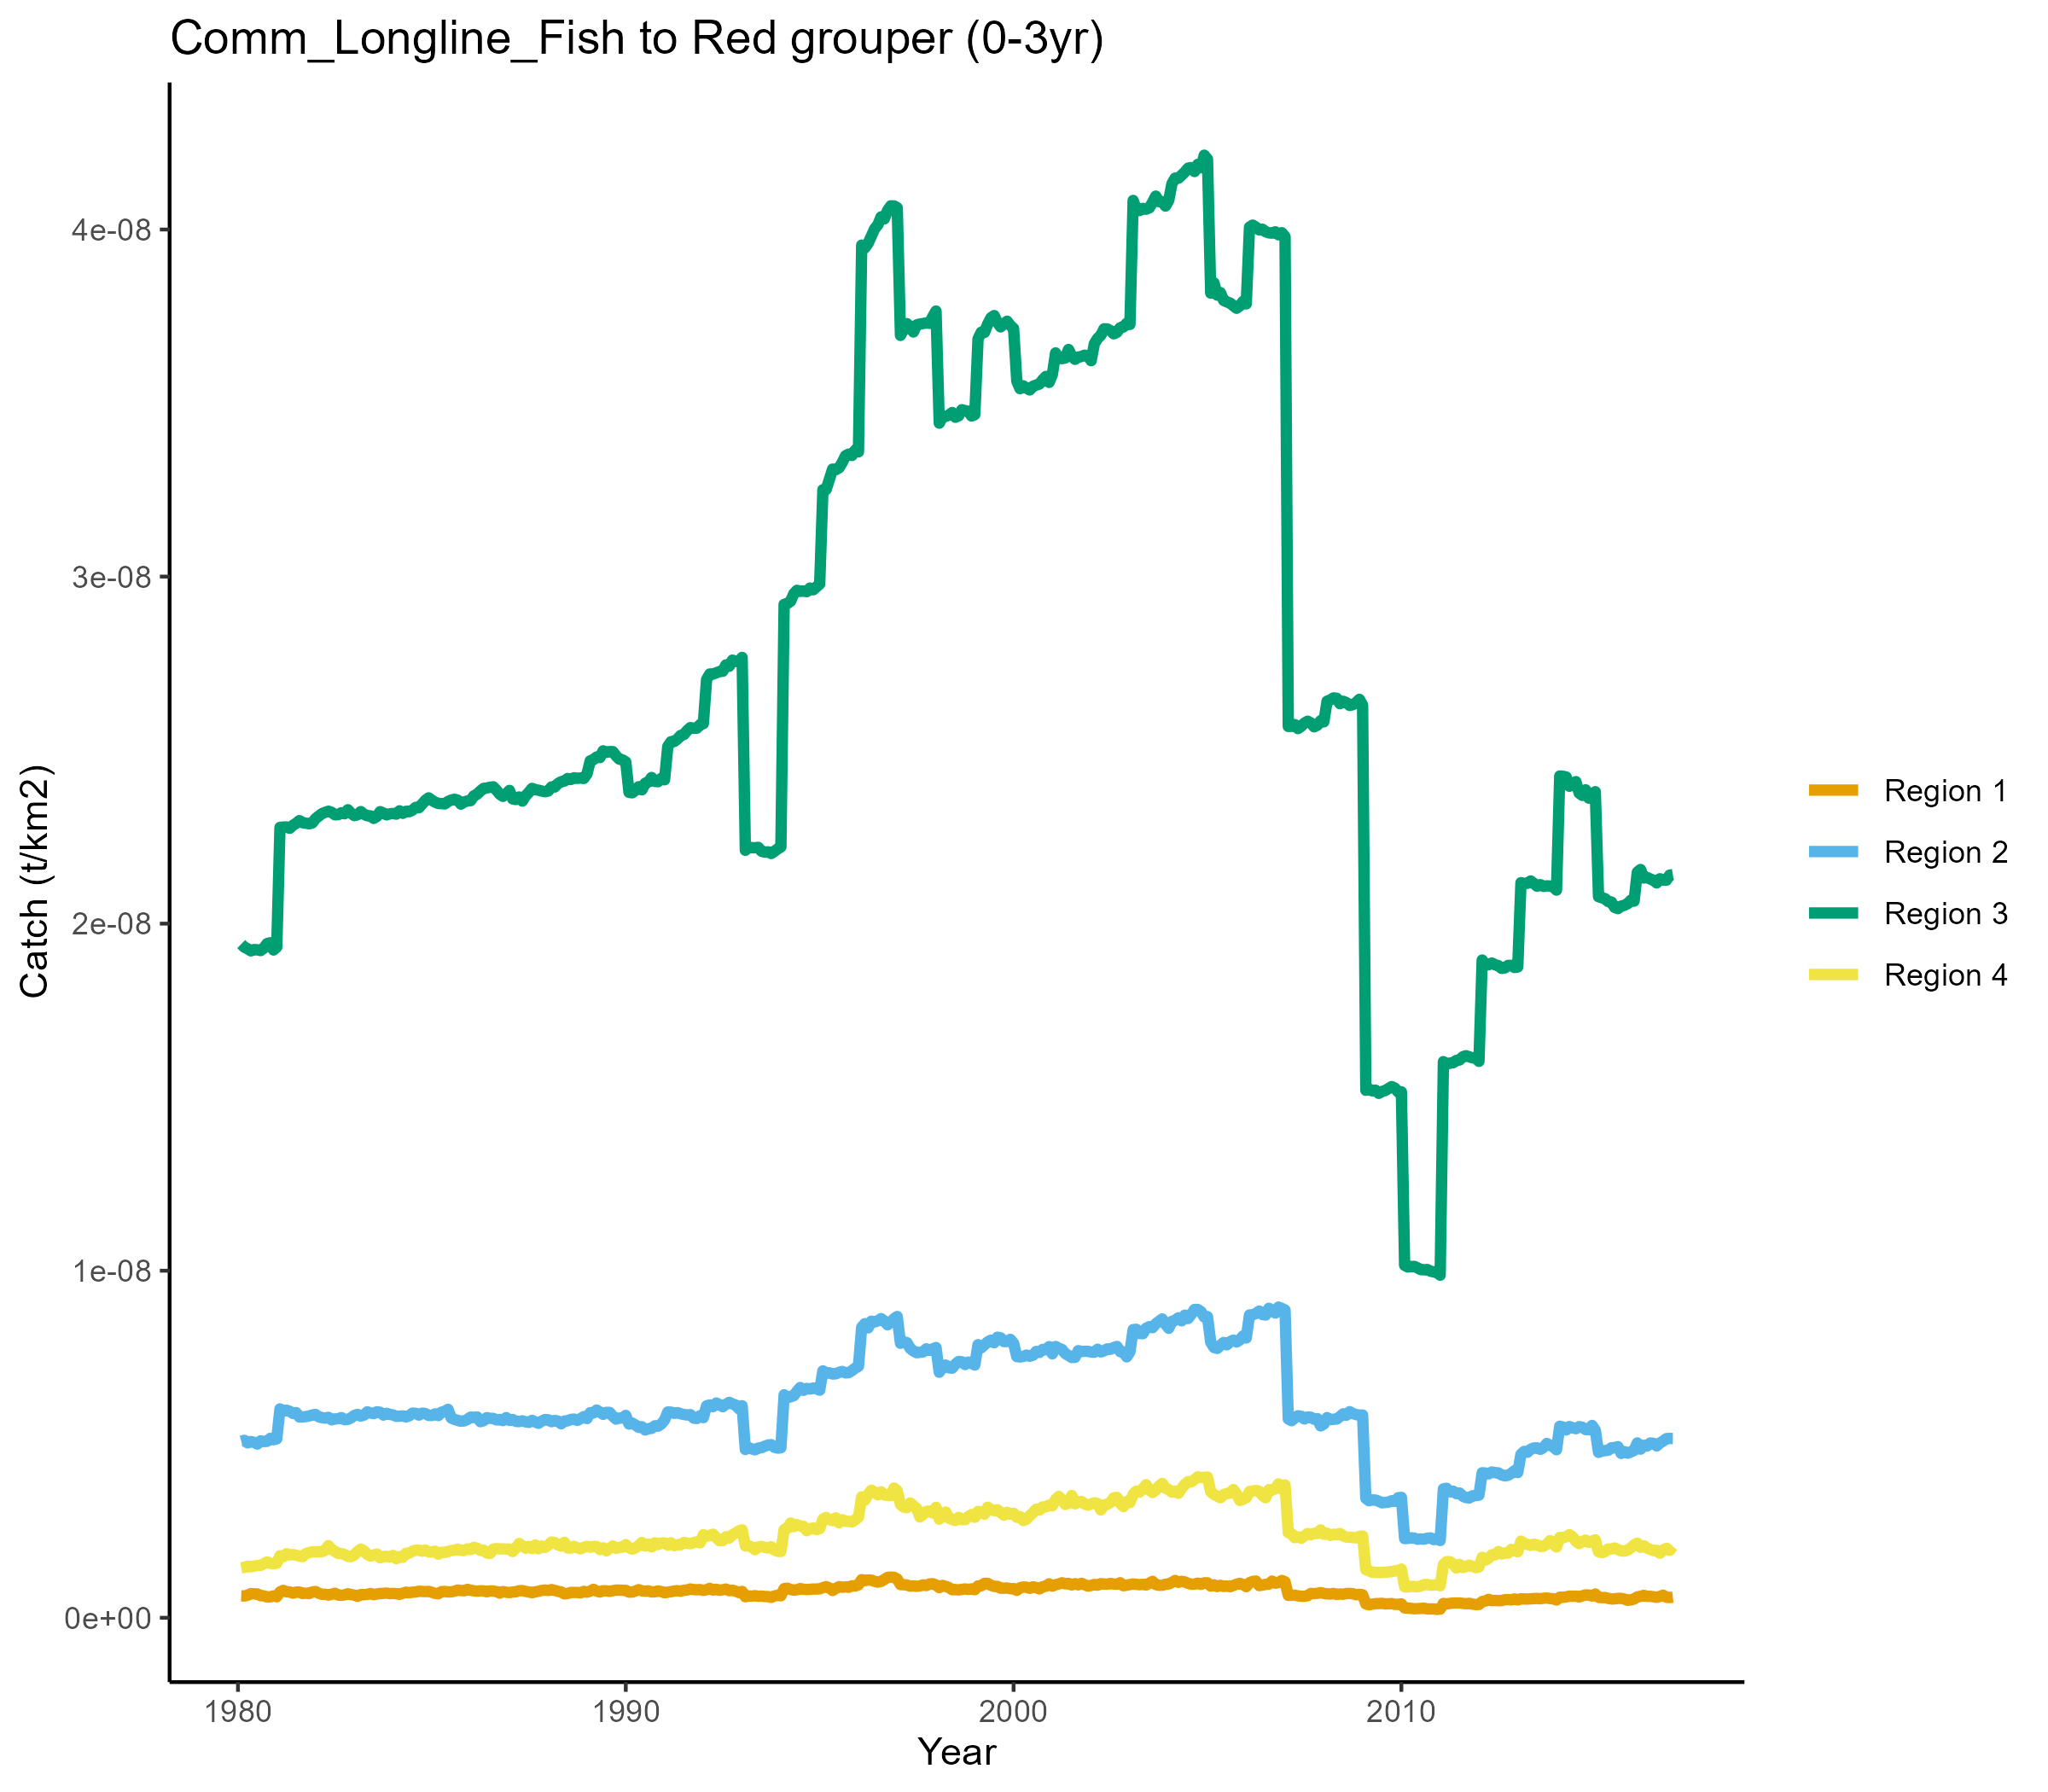 Comm_Longline_Fish to Red grouper (0-3yr)
Catch (t/km2)
4e-08
3e-08
2e-08
1e-08
0e+00
1980
1990
2000
2010
Year
Region 1
Region 2
Region 3
Region 4